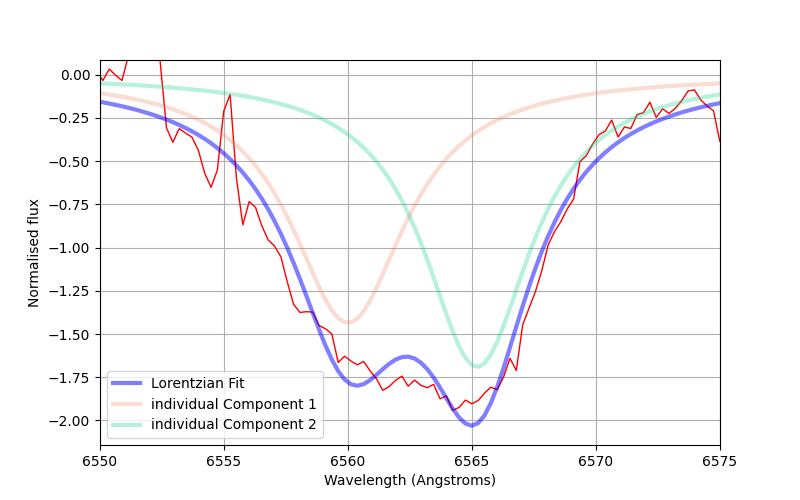 0.00
−0.25
−0.50
−0.75
−1.00
−1.25
−1.50
−1.75
−2.00
Normalised flux
Lorentzian Fit
individual Component 1
individual Component 2
6550 6555 6560 6565 6570 6575
Wavelength (Angstroms)